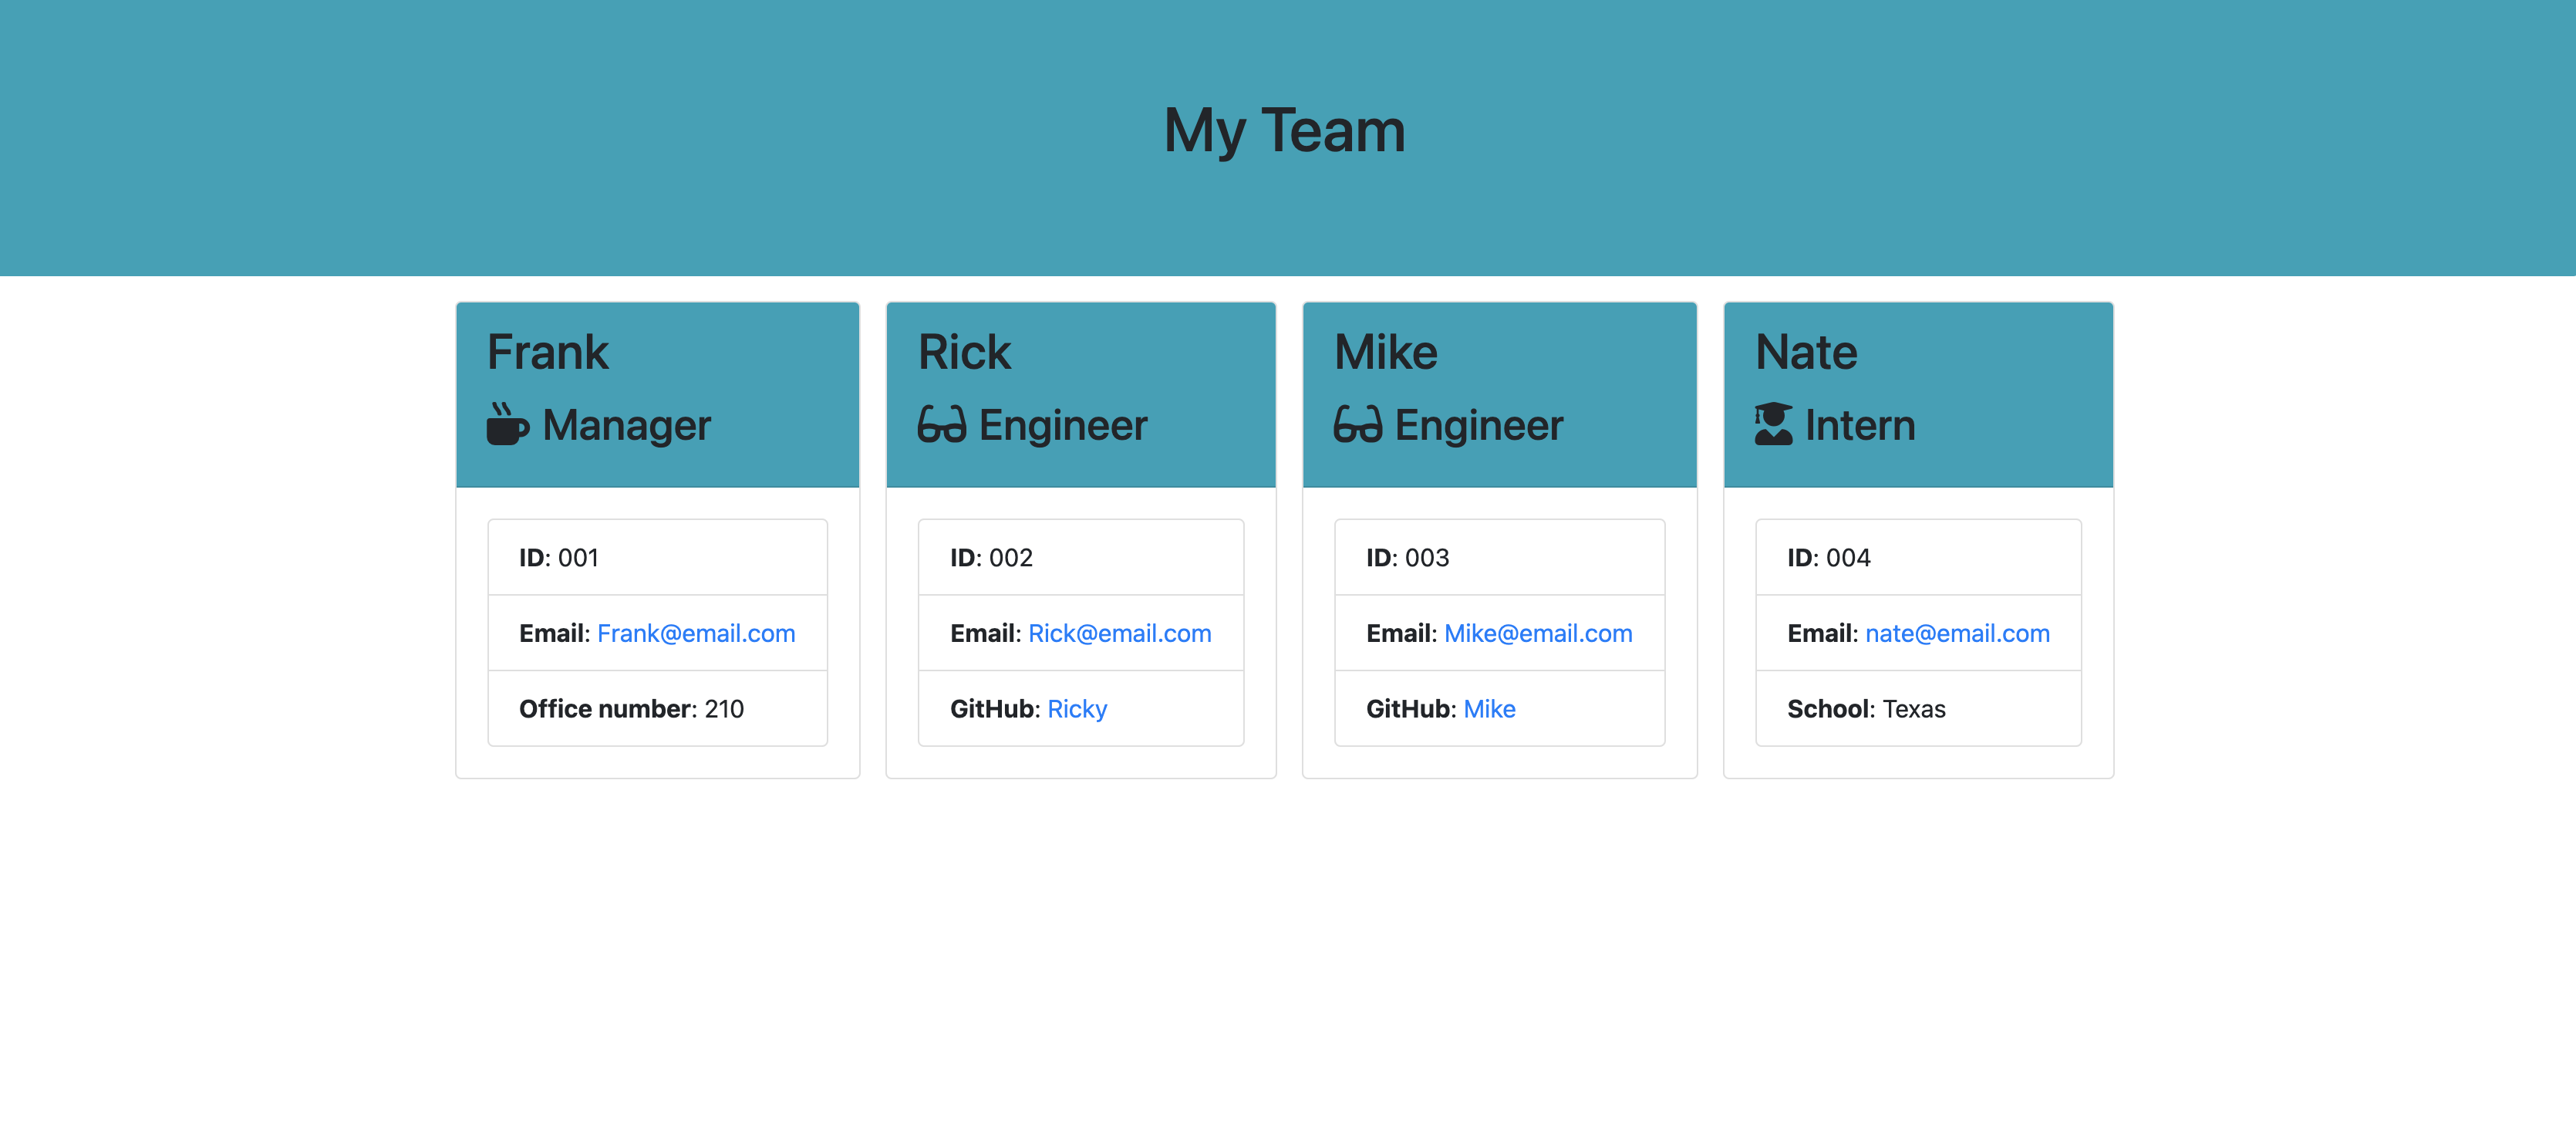 My Team
Frank
Manager
ID: 001
Email: Frank@email.com
Office number: 210
Rick
Engineer
ID: 002
Email: Rick@email.com
GitHub: Ricky
Mike
Engineer
ID: 003
Email: Mike@email.com
GitHub: Mike
Nate
Intern
ID: 004
Email: nate@email.com
School: Texas